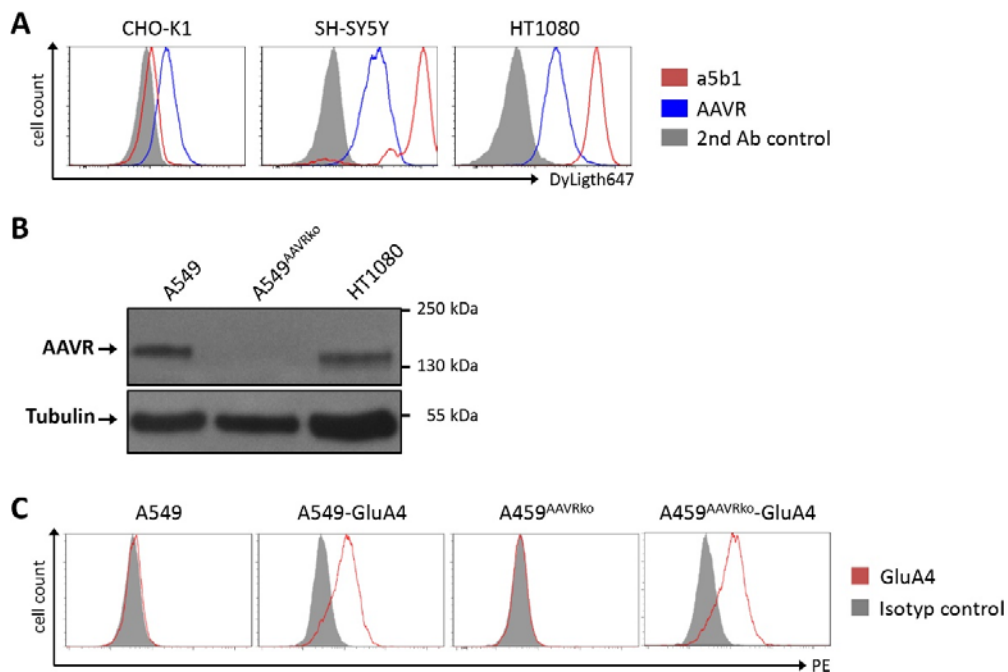 A
CHO-K1 SH-SY5Y HT1080
cell count
a5b1
AAVR
2nd Ab control
DyLigth647
B
A549 A549AAVRko HT1080
250 kDa
AAVR
130 kDa
Tubulin
55 kDa
C
A549 A549-GluA4 A459AAVRko A459AAVRko-GluA4
cell count
GluA4
Isotyp control
PE